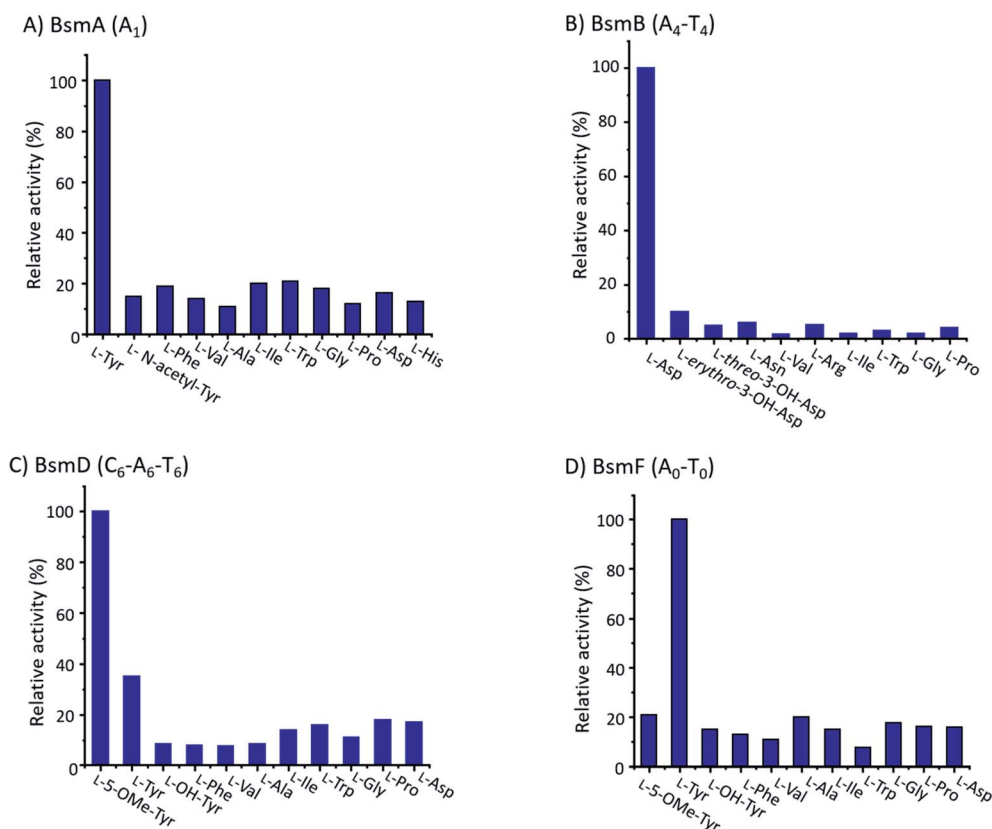 A) BsmA (A₁)
Relative activity (%)
100
80
60
40
20
0
L-Tyr
L- N-acetyl-Tyr
L-Phe
L-Val
L-Ala
L-Ile
L-Trp
L-Gly
L-Pro
L-Asp
L-His
B) BsmB (A₄-T₄)
Relative activity (%)
100
80
60
40
20
0
L-Asp
L-erythro-3-OH-Asp
L-threo-3-OH-Asp
L-Asn
L-Val
L-Arg
L-Ile
L-Trp
L-Gly
L-Pro
C) BsmD (C₆-A₆-T₆)
Relative activity (%)
100
80
60
40
20
0
L-5-OMe-Tyr
L-Tyr
L-OH-Tyr
L-Phe
L-Val
L-Ala
L-Ile
L-Trp
L-Gly
L-Pro
L-Asp
D) BsmF (A₀-T₀)
Relative activity (%)
100
80
60
40
20
0
L-5-OMe-Tyr
L-Tyr
L-OH-Tyr
L-Phe
L-Val
L-Ala
L-Ile
L-Trp
L-Gly
L-Pro
L-Asp